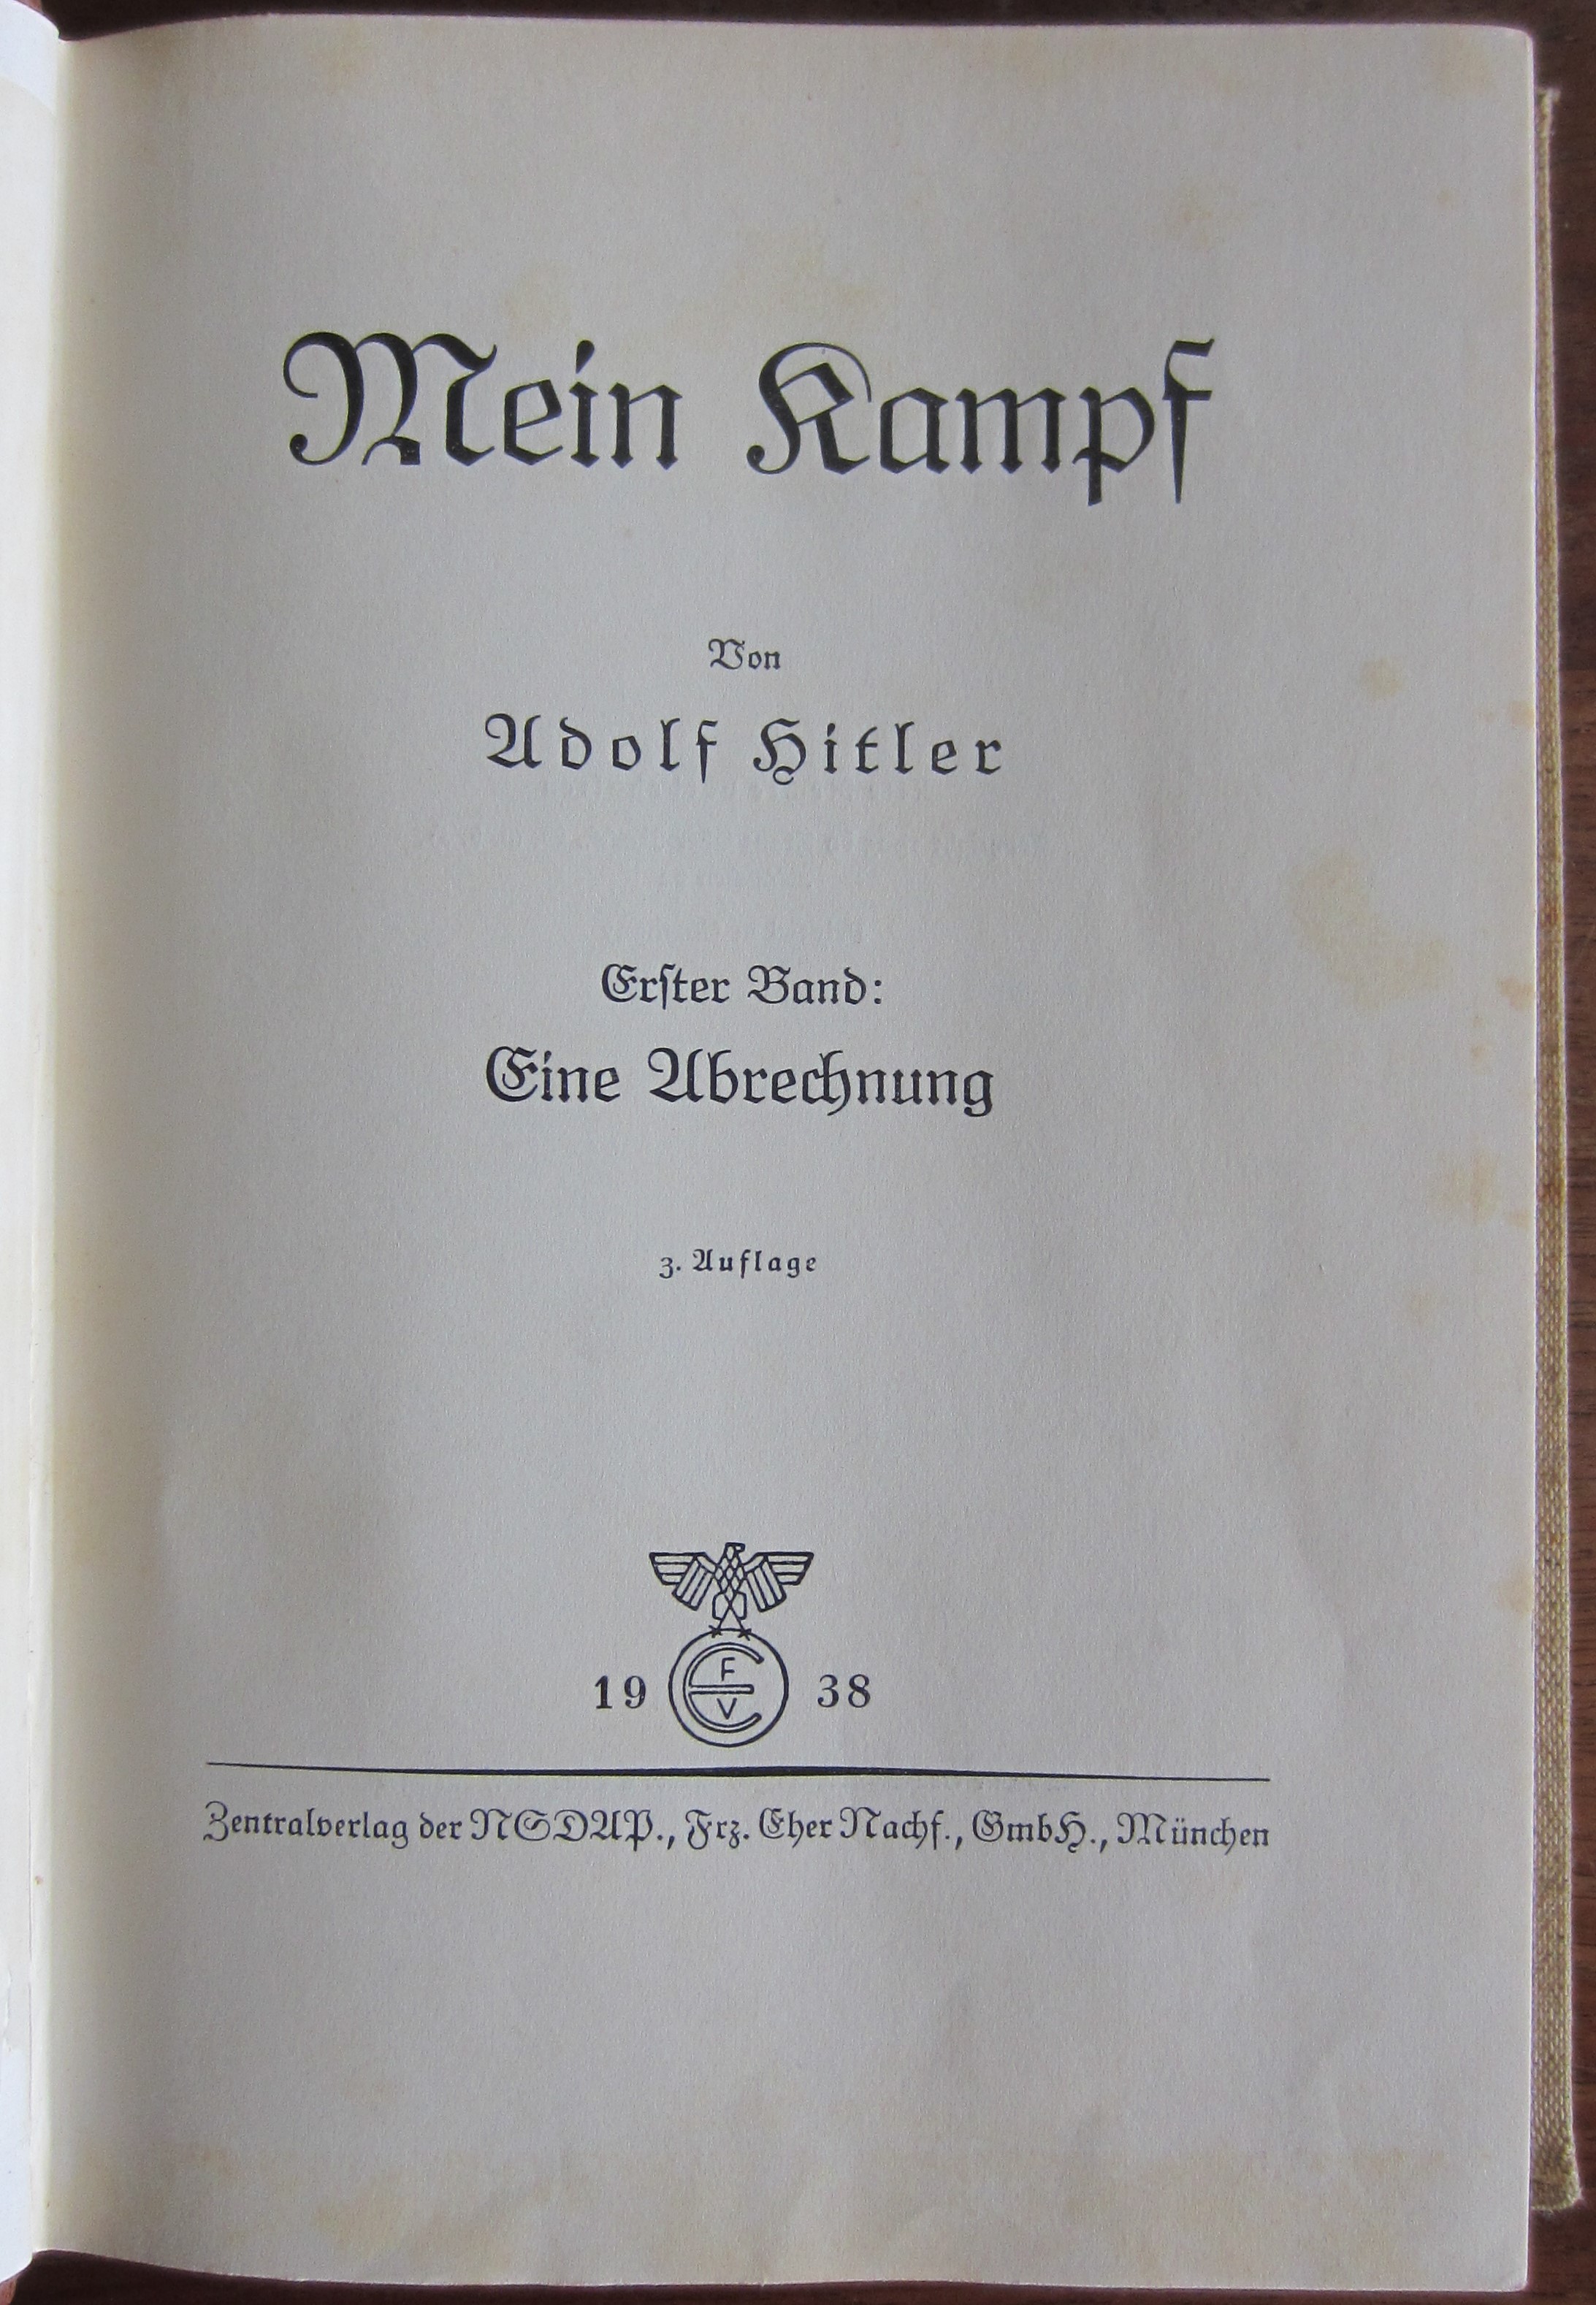 Mein Kampf
Von
Adolf Hitler
Erſter Band:
Eine Abrechnung
3. Auflage
F
E
V
19 38
Zentralverlag der NSDAP., Frz. Eher Nachf., GmbH., München